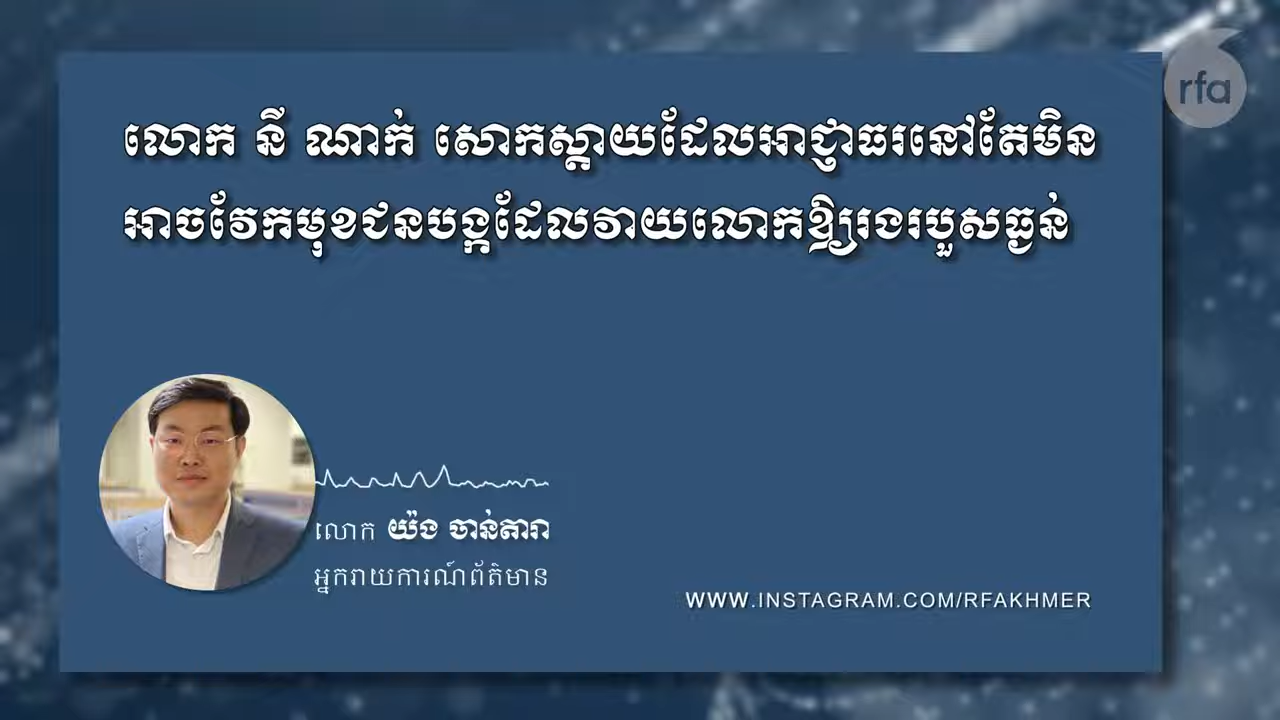 rfa
លោក នី ណាក់ សោកស្ដាយដែលអាជ្ញាធរនៅតែមិន
អាចវែកមុខជនបង្កដែលវាយលោកឱ្យរងរបួសធ្ងន់
លោក យ៉ង ចាន់តារា
អ្នករាយការណ៍ព័ត៌មាន
WWW.INSTAGRAM.COM/RFAKHMER